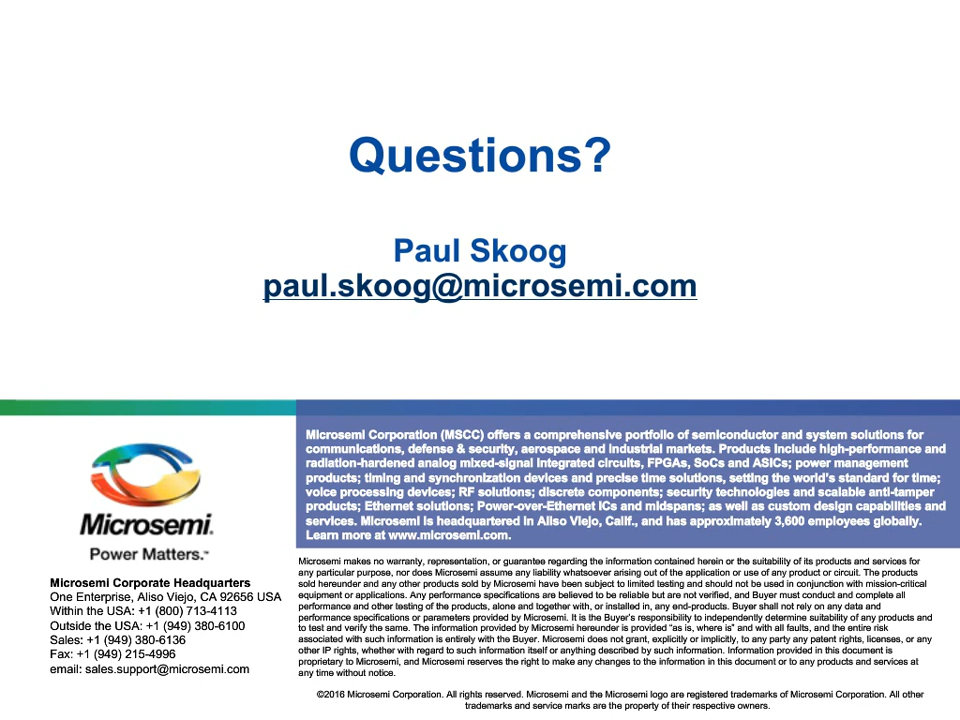 Questions?
Paul Skoog
paul.skoog@microsemi.com
Microsemi Corporation (MSCC) offers a comprehensive portfolio of semiconductor and system solutions for
communications, defense & security, aerospace and industrial markets. Products include high-performance and
radiation-hardened analog mixed-signal integrated circuits, FPGAs, SoCs and ASICs; power management
products; timing and synchronization devices and precise time solutions, setting the world's standard for time;
voice processing devices; RF solutions; discrete components; security technologies and scalable anti-tamper
products; Ethernet solutions; Power-over-Ethernet ICs and midspans; as well as custom design capabilities and
services. Microsemi is headquartered in Aliso Viejo, Calif., and has approximately 3,600 employees globally.
Learn more at www.microsemi.com.
Microsemi.
Power Matters.™
Microsemi Corporate Headquarters
One Enterprise, Aliso Viejo, CA 92656 USA
Within the USA: +1 (800) 713-4113
Outside the USA: +1 (949) 380-6100
Sales: +1 (949) 380-6136
Fax: +1 (949) 215-4996
email: sales.support@microsemi.com
Microsemi makes no warranty, representation, or guarantee regarding the information contained herein or the suitability of its products and services for
any particular purpose, nor does Microsemi assume any liability whatsoever arising out of the application or use of any product or circuit. The products
sold hereunder and any other products sold by Microsemi have been subject to limited testing and should not be used in conjunction with mission-critical
equipment or applications. Any performance specifications are believed to be reliable but are not verified, and Buyer must conduct and complete all
performance and other testing of the products, alone and together with, or installed in, any end-products. Buyer shall not rely on any data and
performance specifications or parameters provided by Microsemi. It is the Buyer's responsibility to independently determine suitability of any products and
to test and verify the same. The information provided by Microsemi hereunder is provided "as is, where is" and with all faults, and the entire risk
associated with such information is entirely with the Buyer. Microsemi does not grant, explicitly or implicitly, to any party any patent rights, licenses, or any
other IP rights, whether with regard to such information itself or anything described by such information. Information provided in this document is
proprietary to Microsemi, and Microsemi reserves the right to make any changes to the information in this document or to any products and services at
any time without notice.
©2016 Microsemi Corporation. All rights reserved. Microsemi and the Microsemi logo are registered trademarks of Microsemi Corporation. All other
trademarks and service marks are the property of their respective owners.